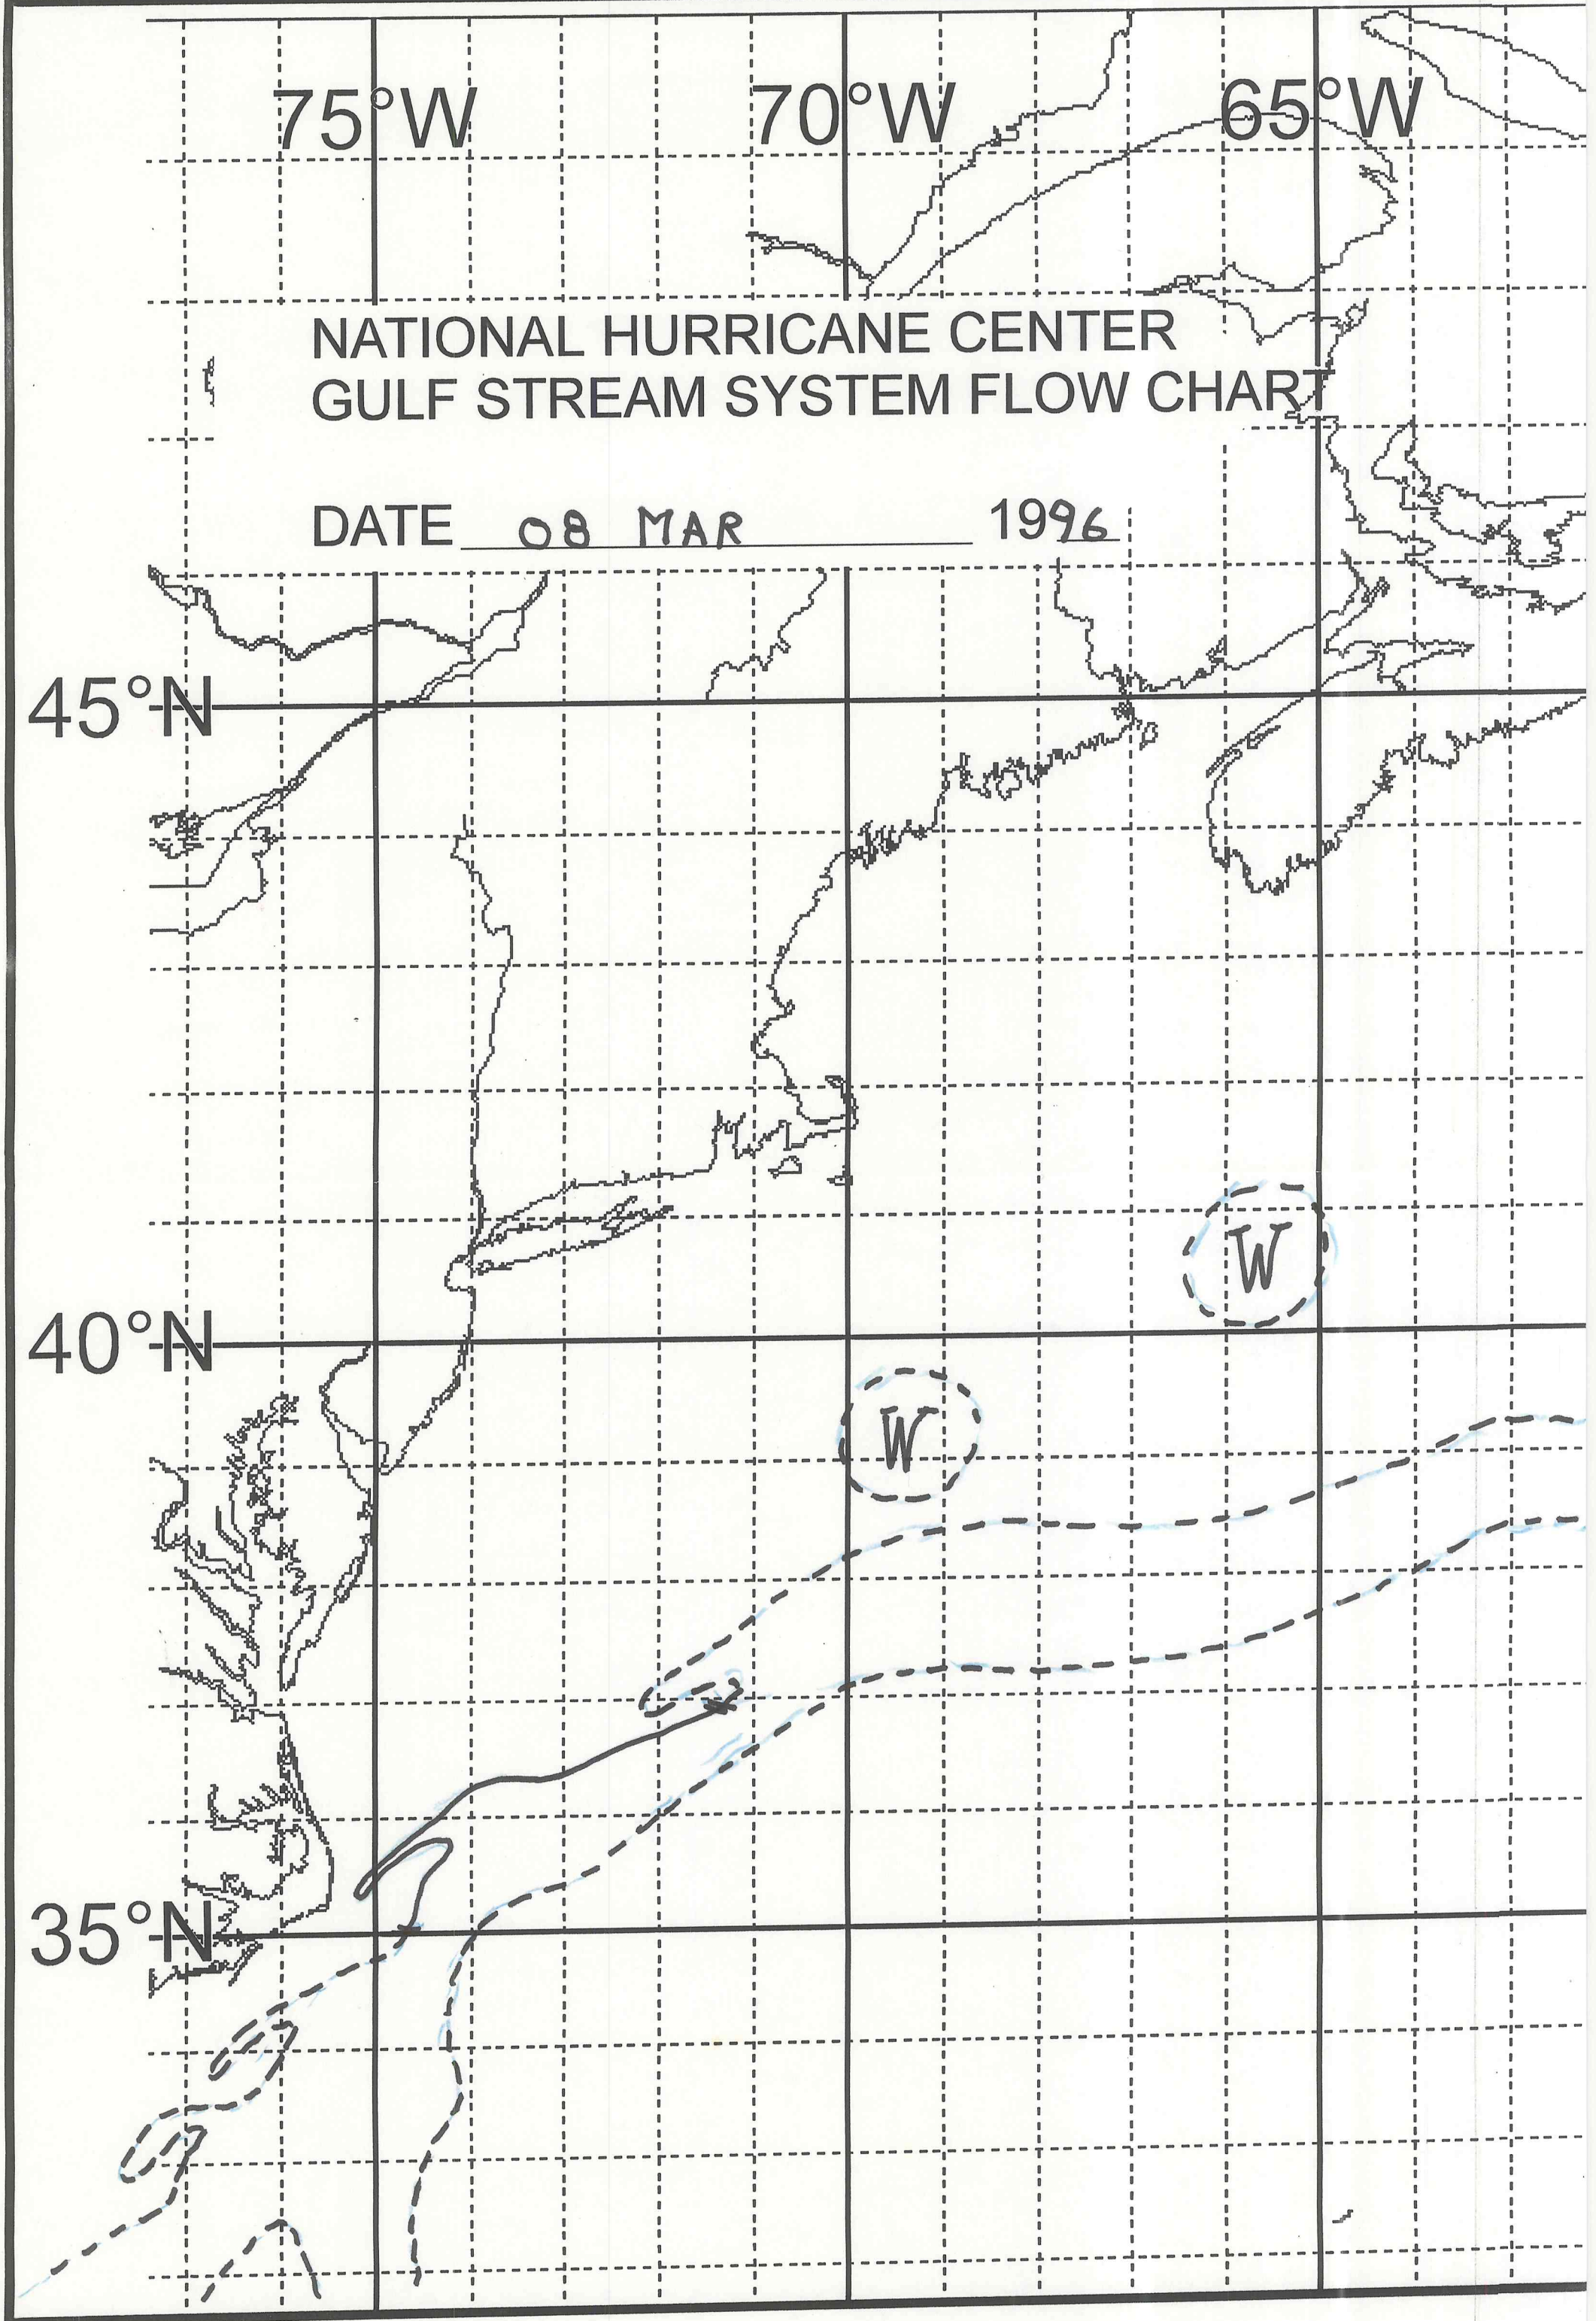 75°W 70°W 65°W
NATIONAL HURRICANE CENTER
GULF STREAM SYSTEM FLOW CHART
DATE 08 MAR 1996
45°N
W
40°N
W
35°N